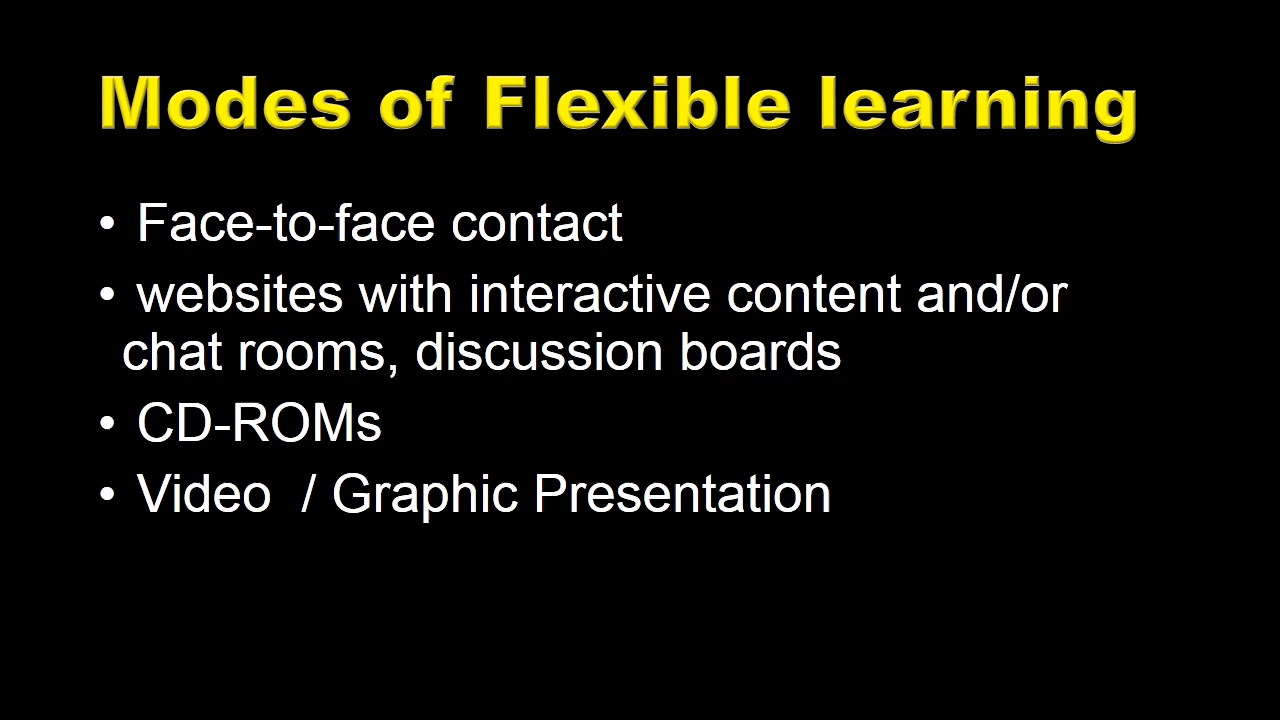 Modes of Flexible learning
• Face-to-face contact
• websites with interactive content and/or
chat rooms, discussion boards
• CD-ROMs
• Video  / Graphic Presentation